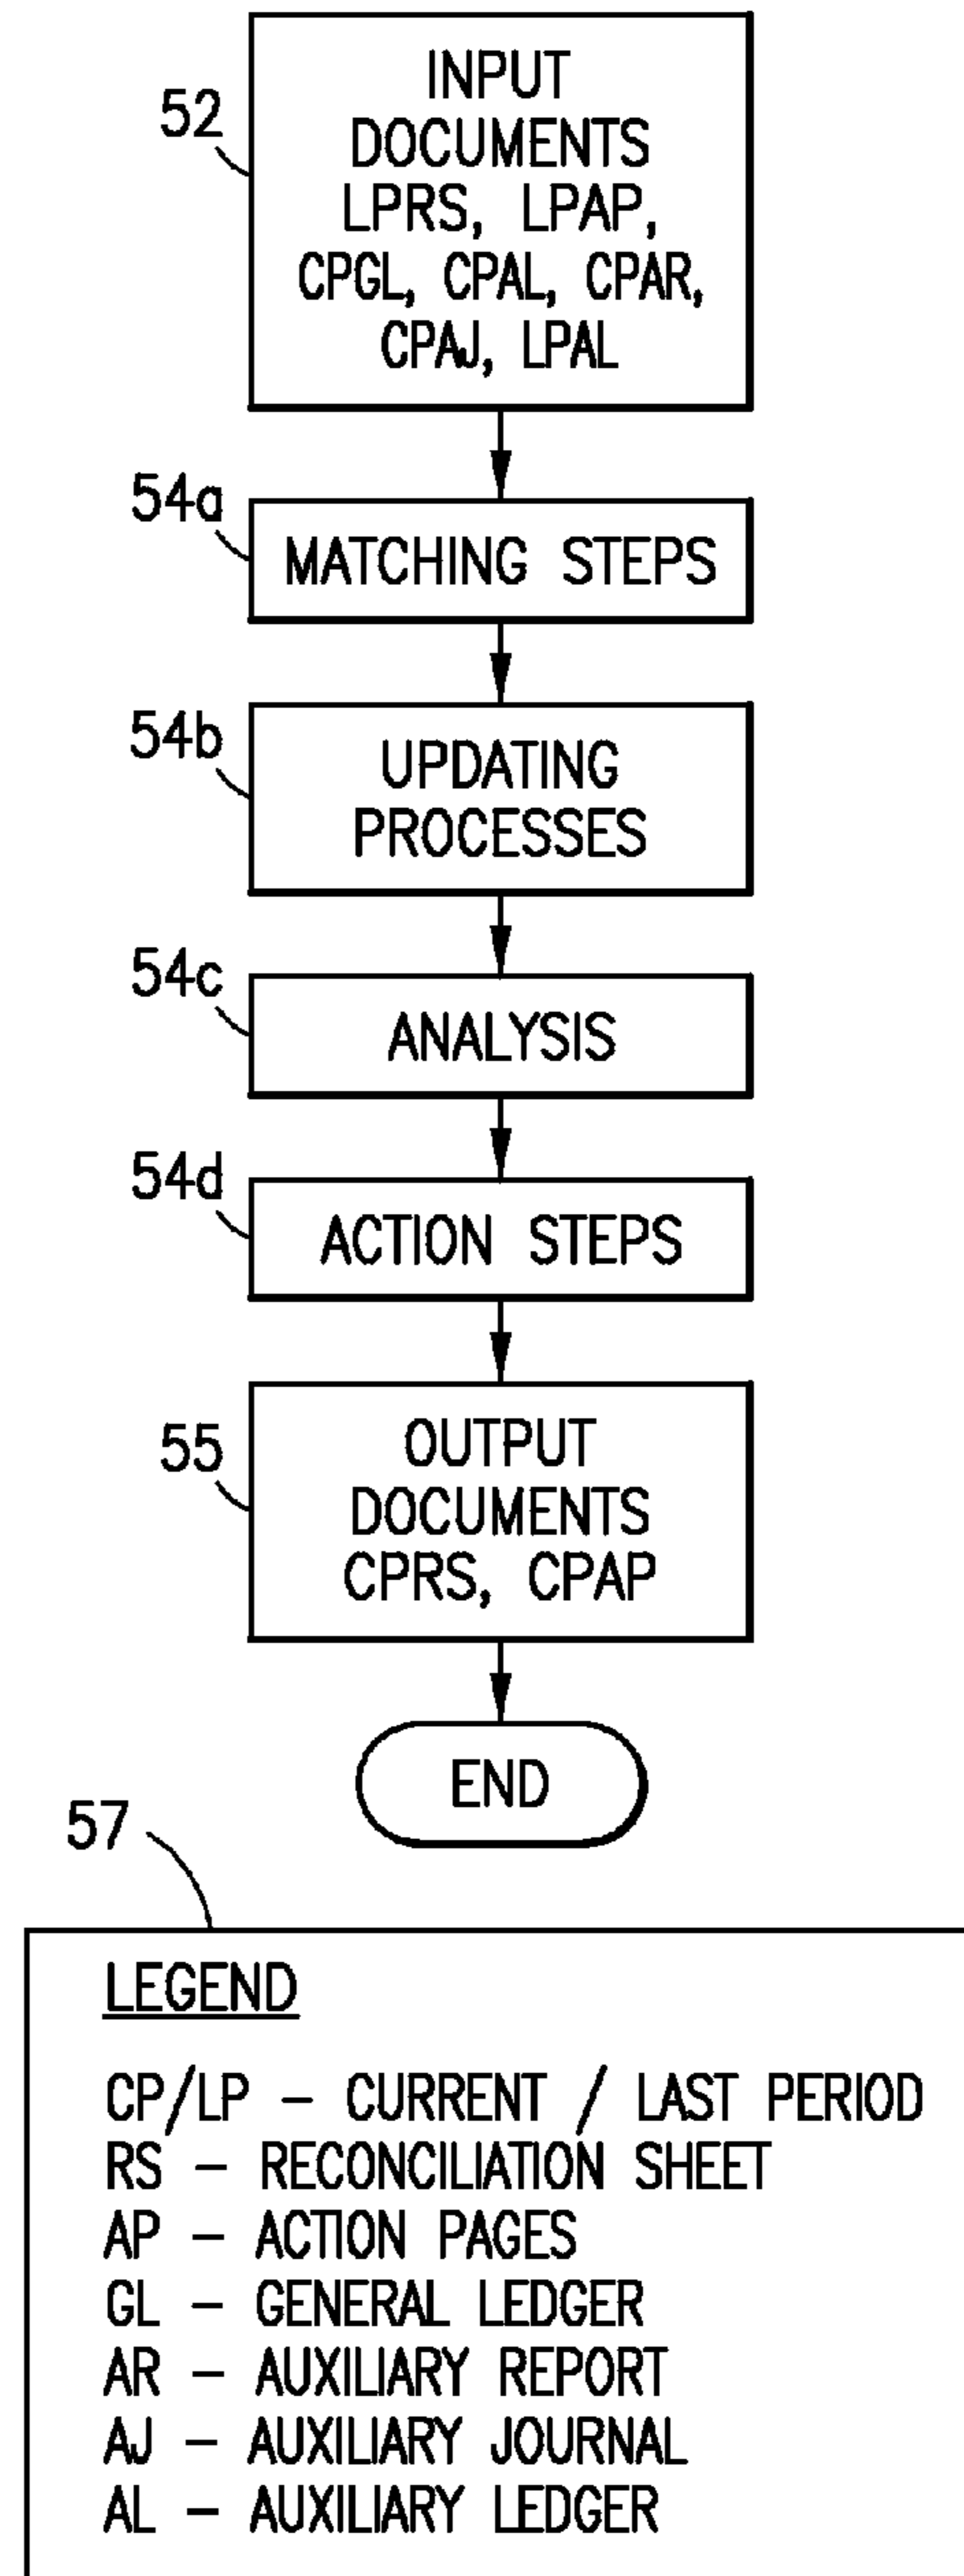 52
INPUT
DOCUMENTS
LPRS, LPAP,
CPGL, CPAL, CPAR,
CPAJ, LPAL
54a
MATCHING STEPS
54b
UPDATING
PROCESSES
54c
ANALYSIS
54d
ACTION STEPS
55
OUTPUT
DOCUMENTS
CPRS, CPAP
END
57
LEGEND
CP/LP – CURRENT / LAST PERIOD
RS – RECONCILIATION SHEET
AP – ACTION PAGES
GL – GENERAL LEDGER
AR – AUXILIARY REPORT
AJ – AUXILIARY JOURNAL
AL – AUXILIARY LEDGER